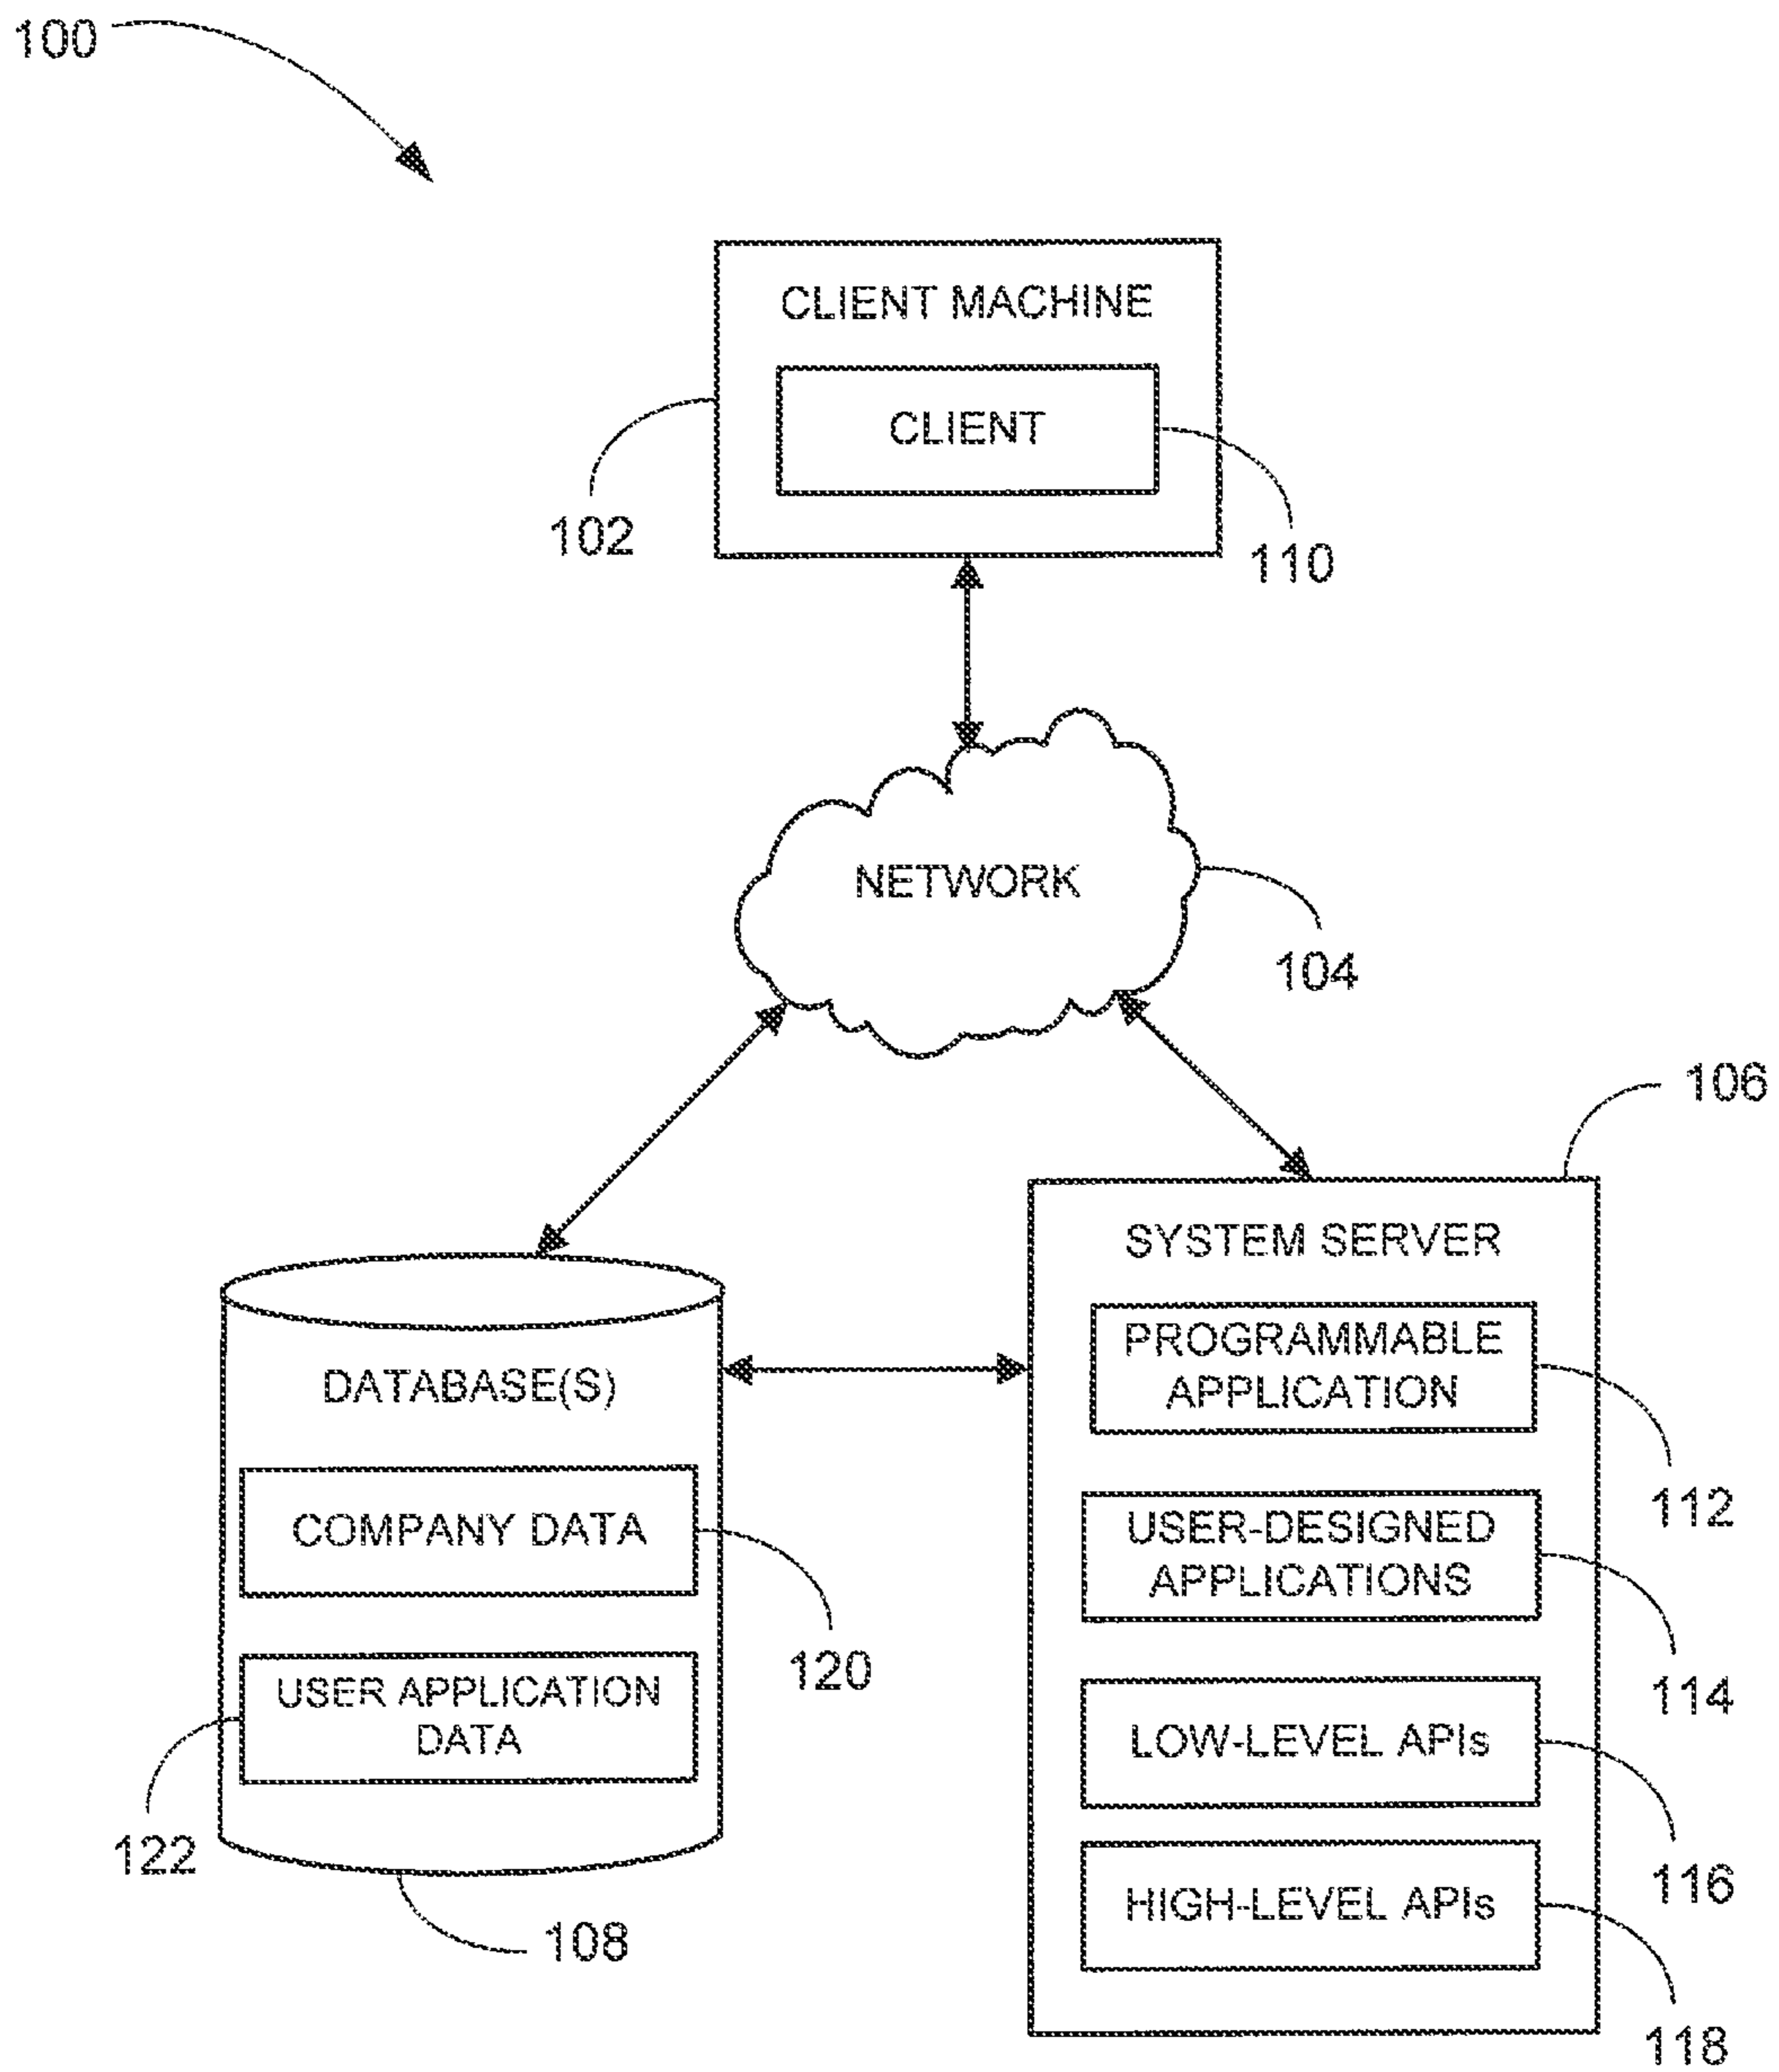 100
CLIENT MACHINE
CLIENT
102
110
NETWORK
104
106
SYSTEM SERVER
PROGRAMMABLE
APPLICATION
112
USER-DESIGNED
APPLICATIONS
114
LOW-LEVEL APIs
116
HIGH-LEVEL APIs
118
DATABASE(S)
COMPANY DATA
120
USER APPLICATION
DATA
122
108